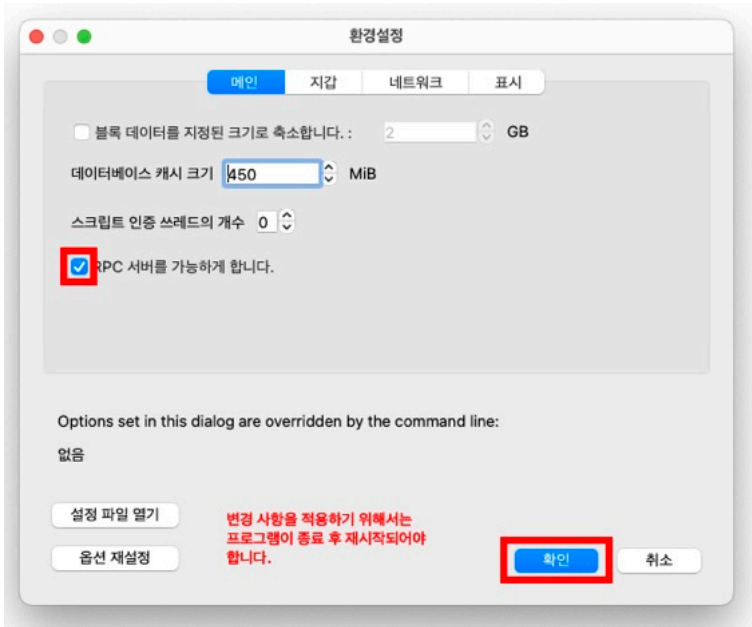 환경설정
메인 지갑 네트워크 표시
블록 데이터를 지정된 크기로 축소합니다. : 2 GB
데이터베이스 캐시 크기 450 MiB
스크립트 인증 쓰레드의 개수 0
RPC 서버를 가능하게 합니다.
Options set in this dialog are overridden by the command line:
없음
설정 파일 열기
변경 사항을 적용하기 위해서는
프로그램이 종료 후 재시작되어야
합니다.
옵션 재설정
확인 취소